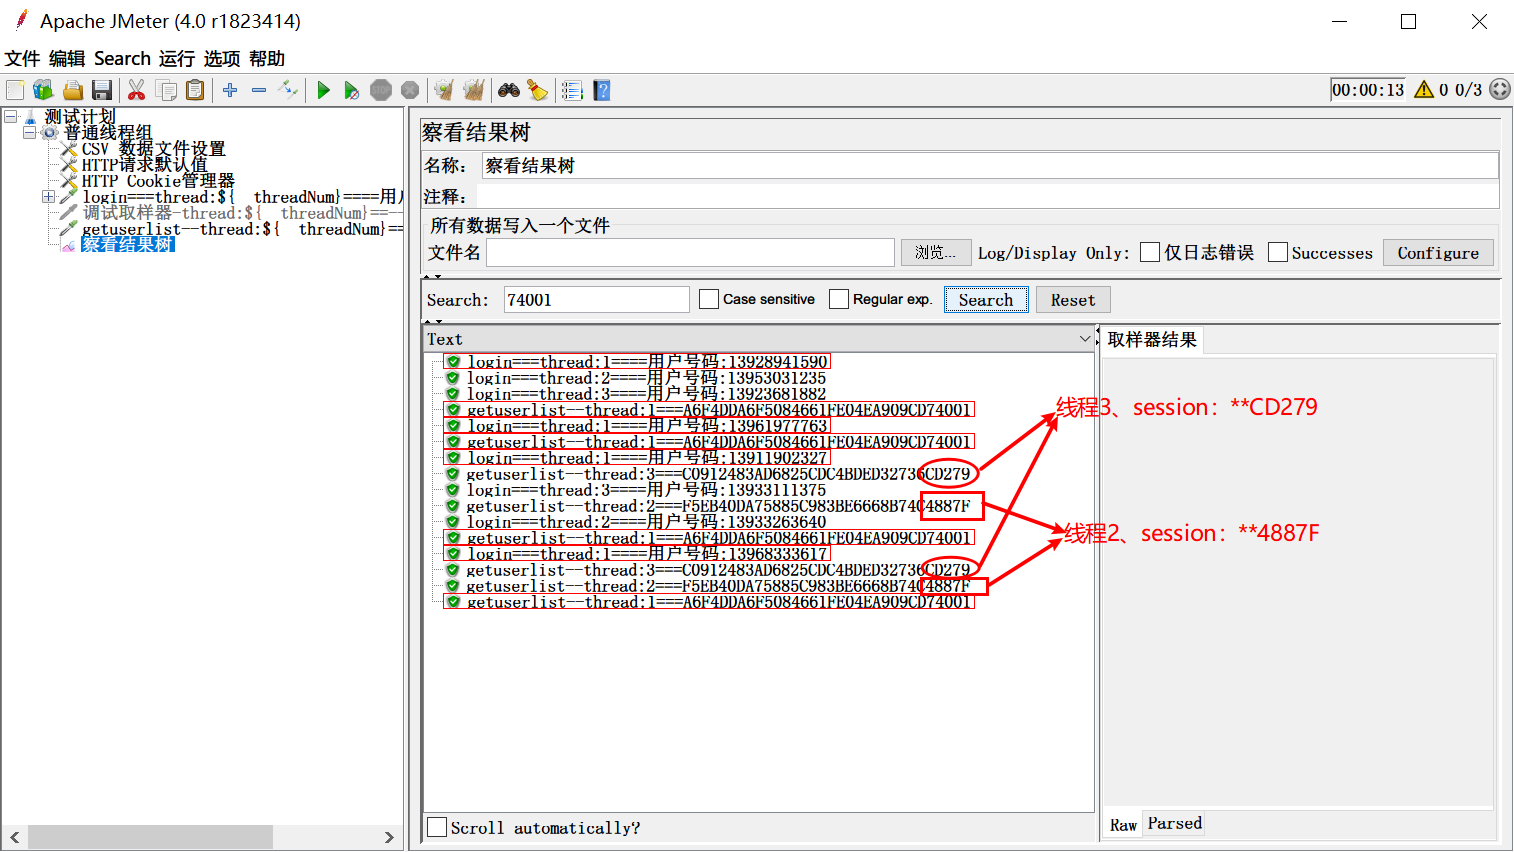 Apache JMeter (4.0 r1823414)
文件 编辑 Search 运行 选项 帮助
00:00:13 0 0/3
测试计划
普通线程组
CSV 数据文件设置
HTTP请求默认值
HTTP Cookie管理器
login===thread:${__threadNum}====用户
调试取样器-thread:${__threadNum}==--
getuserlist--thread:${__threadNum}==
察看结果树
察看结果树
名称: 察看结果树
注释:
所有数据写入一个文件
文件名 浏览... Log/Display Only: 仅日志错误 Successes Configure
Search: 74001 Case sensitive Regular exp. Search Reset
Text
取样器结果
login===thread:1====用户号码:13928941590
login===thread:2====用户号码:13953031235
login===thread:3====用户号码:13923681882
getuserlist--thread:1===A6F4DDA6F5084661FE04EA909CD74001
login===thread:1====用户号码:13961977763
getuserlist--thread:1===A6F4DDA6F5084661FE04EA909CD74001
login===thread:1====用户号码:13911902327
getuserlist--thread:3===C0912483AD6825CDC4BDED32736CD279
login===thread:3====用户号码:13933111375
getuserlist--thread:2===F5EB40DA75885C983BE6668B74C4887F
login===thread:2====用户号码:13933263640
getuserlist--thread:1===A6F4DDA6F5084661FE04EA909CD74001
login===thread:1====用户号码:13968333617
getuserlist--thread:3===C0912483AD6825CDC4BDED32736CD279
getuserlist--thread:2===F5EB40DA75885C983BE6668B74C4887F
getuserlist--thread:1===A6F4DDA6F5084661FE04EA909CD74001
线程3、session：**CD279
线程2、session：**4887F
Scroll automatically?
Raw Parsed